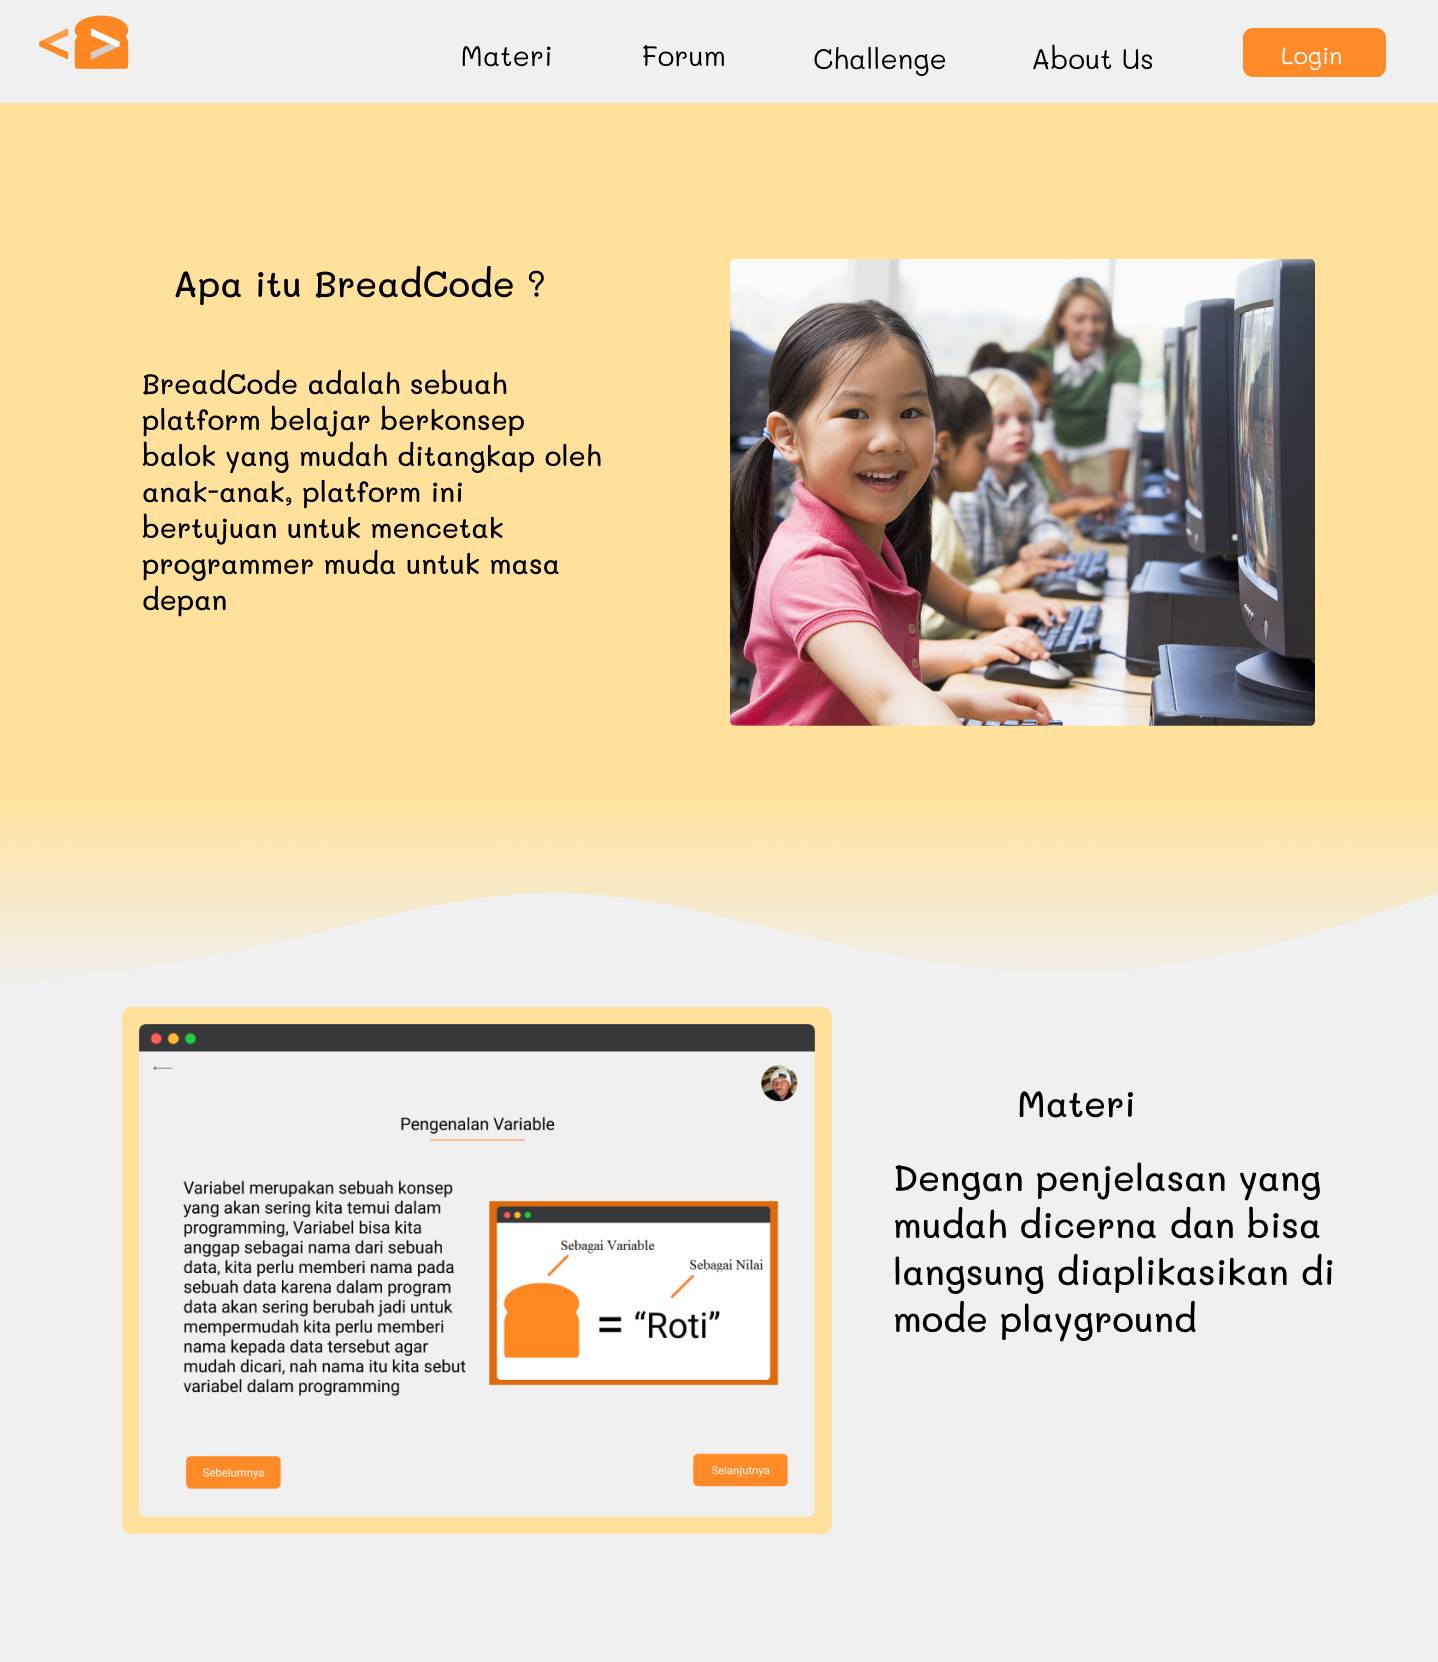 Materi
Forum
Challenge
About Us
Login
Apa itu BreadCode ?
BreadCode adalah sebuah
platform belajar berkonsep
balok yang mudah ditangkap oleh
anak-anak, platform ini
bertujuan untuk mencetak
programmer muda untuk masa
depan
Pengenalan Variable
Variabel merupakan sebuah konsep
yang akan sering kita temui dalam
programming, Variabel bisa kita
anggap sebagai nama dari sebuah
data, kita perlu memberi nama pada
sebuah data karena dalam program
data akan sering berubah jadi untuk
mempermudah kita perlu memberi
nama kepada data tersebut agar
mudah dicari, nah nama itu kita sebut
variabel dalam programming
Sebagai Variable
Sebagai Nilai
= “Roti”
Sebelumnya
Selanjutnya
Materi
Dengan penjelasan yang
mudah dicerna dan bisa
langsung diaplikasikan di
mode playground